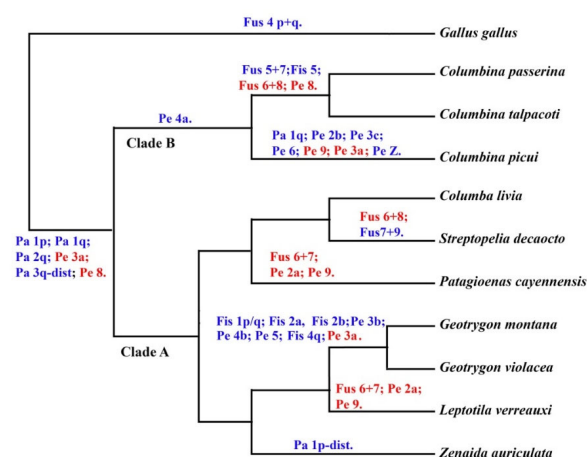 Fus 4 p+q.
Gallus gallus
Fus 5+7;Fis 5;
Fus 6+8; Pe 8.
Columbina passerina
Columbina talpacoti
Pe 4a.
Clade B
Pa 1q; Pe 2b; Pe 3c;
Pe 6; Pe 9; Pe 3a; Pe Z.
Columbina picui
Columba livia
Fus 6+8;
Fus7+9.
Streptopelia decaocto
Pa 1p; Pa 1q;
Pa 2q; Pe 3a;
Pa 3q-dist; Pe 8.
Fus 6+7;
Pe 2a; Pe 9.
Patagioenas cayennensis
Fis 1p/q; Fis 2a, Fis 2b;Pe 3b;
Pe 4b; Pe 5; Fis 4q;Pe 3a.
Geotrygon montana
Clade A
Geotrygon violacea
Fus 6+7; Pe 2a;
Pe 9.
Leptotila verreauxi
Pa 1p-dist.
Zenaida auriculata